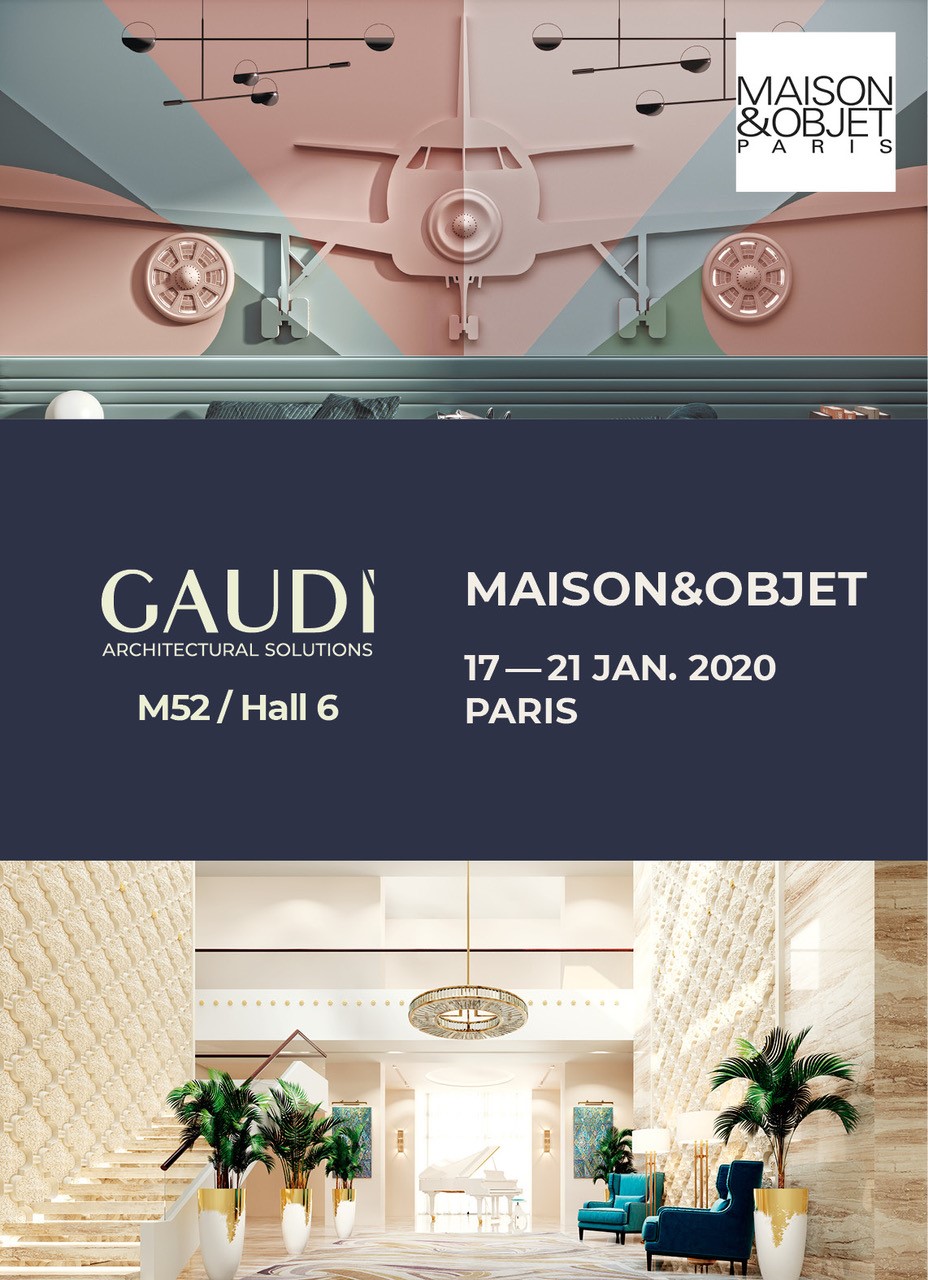 MAISON
&OBJET
PARIS
GAUDI
ARCHITECTURAL SOLUTIONS
M52 / Hall 6
MAISON&OBJET
17 — 21 JAN. 2020
PARIS